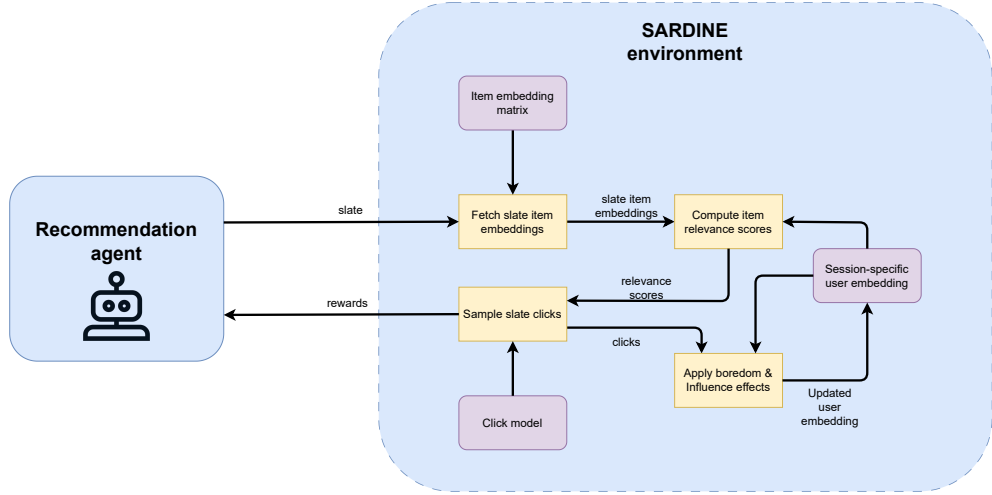 SARDINE
environment
Item embedding
matrix
Recommendation
agent
slate
Fetch slate item
embeddings
slate item
embeddings
Compute item
relevance scores
Session-specific
user embedding
relevance
scores
rewards
Sample slate clicks
clicks
Apply boredom &
Influence effects
Updated
user
embedding
Click model